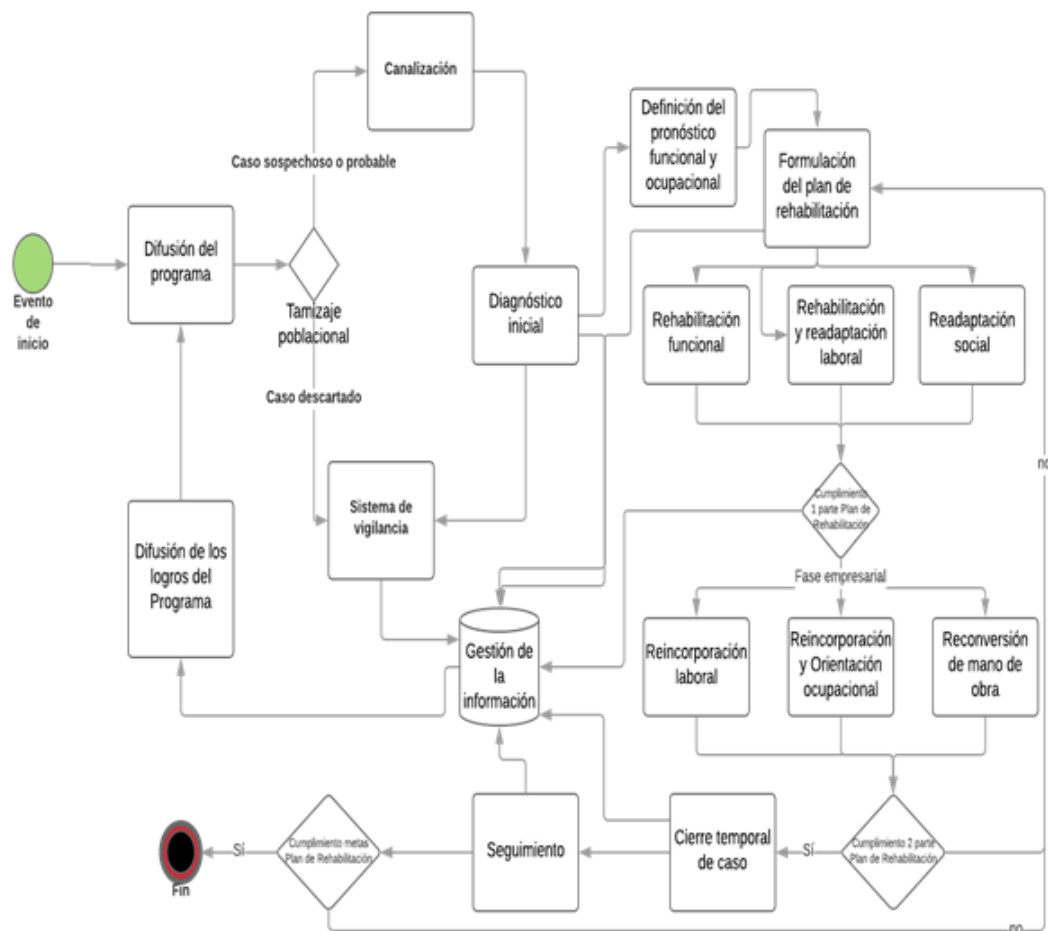 Canalización
Caso sospechoso o probable
Definición del
pronóstico
funcional y
ocupacional
Formulación
del plan de
rehabilitación
Evento
de
inicio
Difusión del
programa
Tamizaje
poblacional
Diagnóstico
inicial
Rehabilitación
funcional
Rehabilitación
y readaptación
laboral
Readaptación
social
Caso descartado
Sistema de
vigilancia
no
Cumplimiento
1 parte Plan de
Rehabilitación
Difusión de los
logros del
Programa
Fase empresarial
Gestión de
la
información
Reincorporación
laboral
Reincorporación
y Orientación
ocupacional
Reconversión
de mano de
obra
Fin
Sí
Cumplimiento metas
Plan de Rehabilitación
Seguimiento
Cierre temporal
de caso
Sí
Cumplimiento 2 parte
Plan de Rehabilitación
no